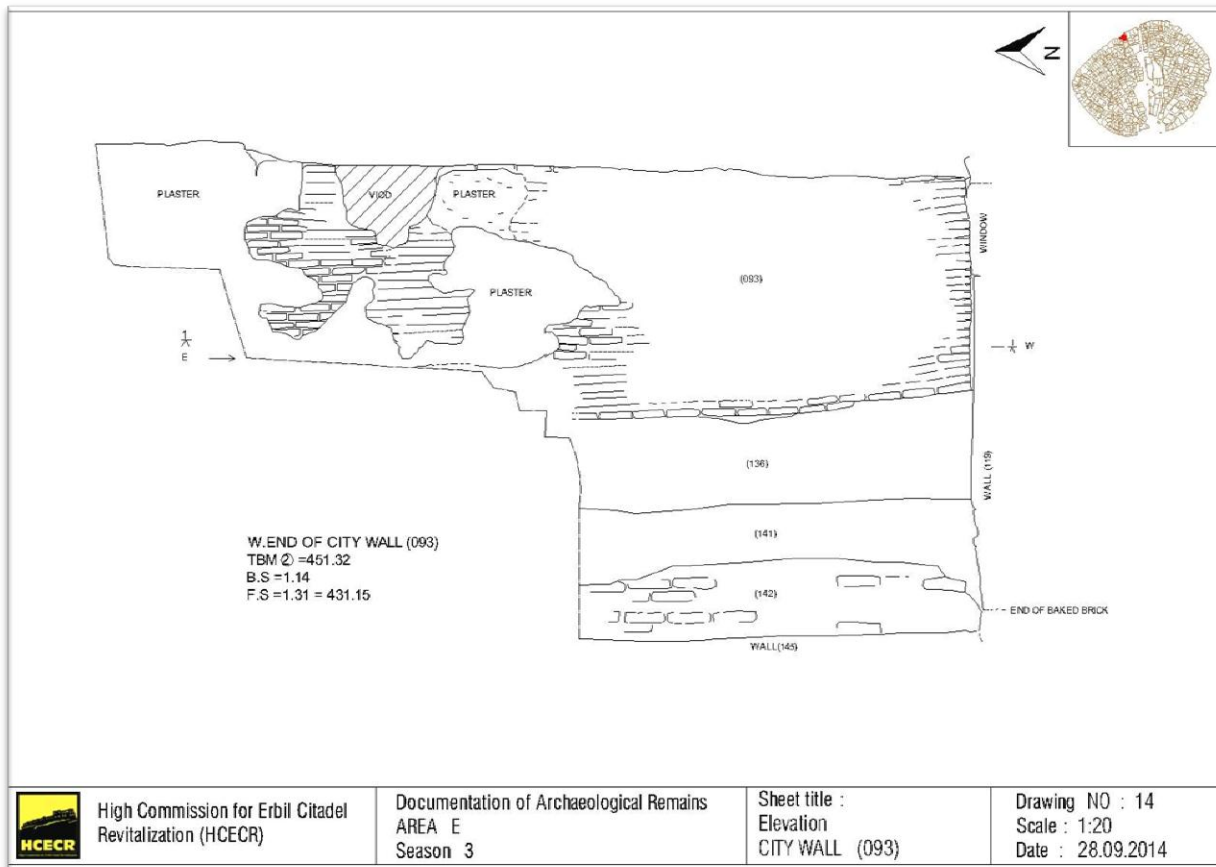 N
PLASTER
VIOD
PLASTER
WINDOW
(093)
PLASTER
1
E
1 W
(136)
WALL (119)
W.END OF CITY WALL (093)
TBM ② =451.32
B.S =1.14
F.S =1.31 = 431.15
(141)
(142)
END OF BAKED BRICK
WALL(145)
HCECR
High Commission for Erbil Citadel
Revitalization (HCECR)
Documentation of Archaeological Remains
AREA E
Season 3
Sheet title :
Elevation
CITY WALL (093)
Drawing NO : 14
Scale : 1:20
Date : 28.09.2014